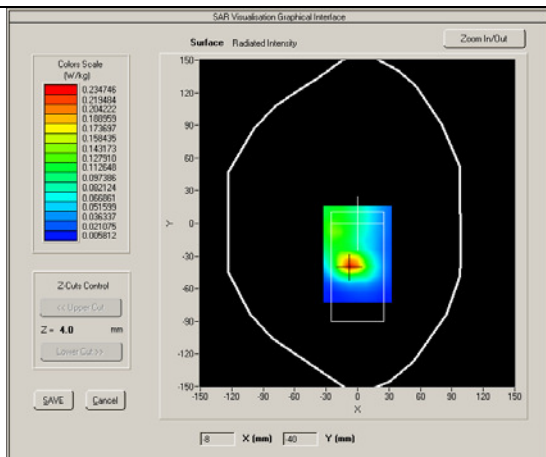 SAR Visualisation Graphical Interface
Surface Radiated Intensity
Zoom In/Out
Colors Scale
(W/kg)
0.234746
0.219484
0.204222
0.188959
0.173697
0.158435
0.143173
0.127910
0.112648
0.097386
0.082124
0.066861
0.051599
0.036337
0.021075
0.005812
Z-Cuts Control
<< Upper Cut
Z = 4.0 mm
Lower Cut >>
SAVE Cancel
150-
120-
90-
60-
30-
0-
-30-
-60-
-90-
-120-
-150-
Y
-150 -120 -90 -60 -30 0 30 60 90 120 150
X
-8 X (mm) -40 Y (mm)